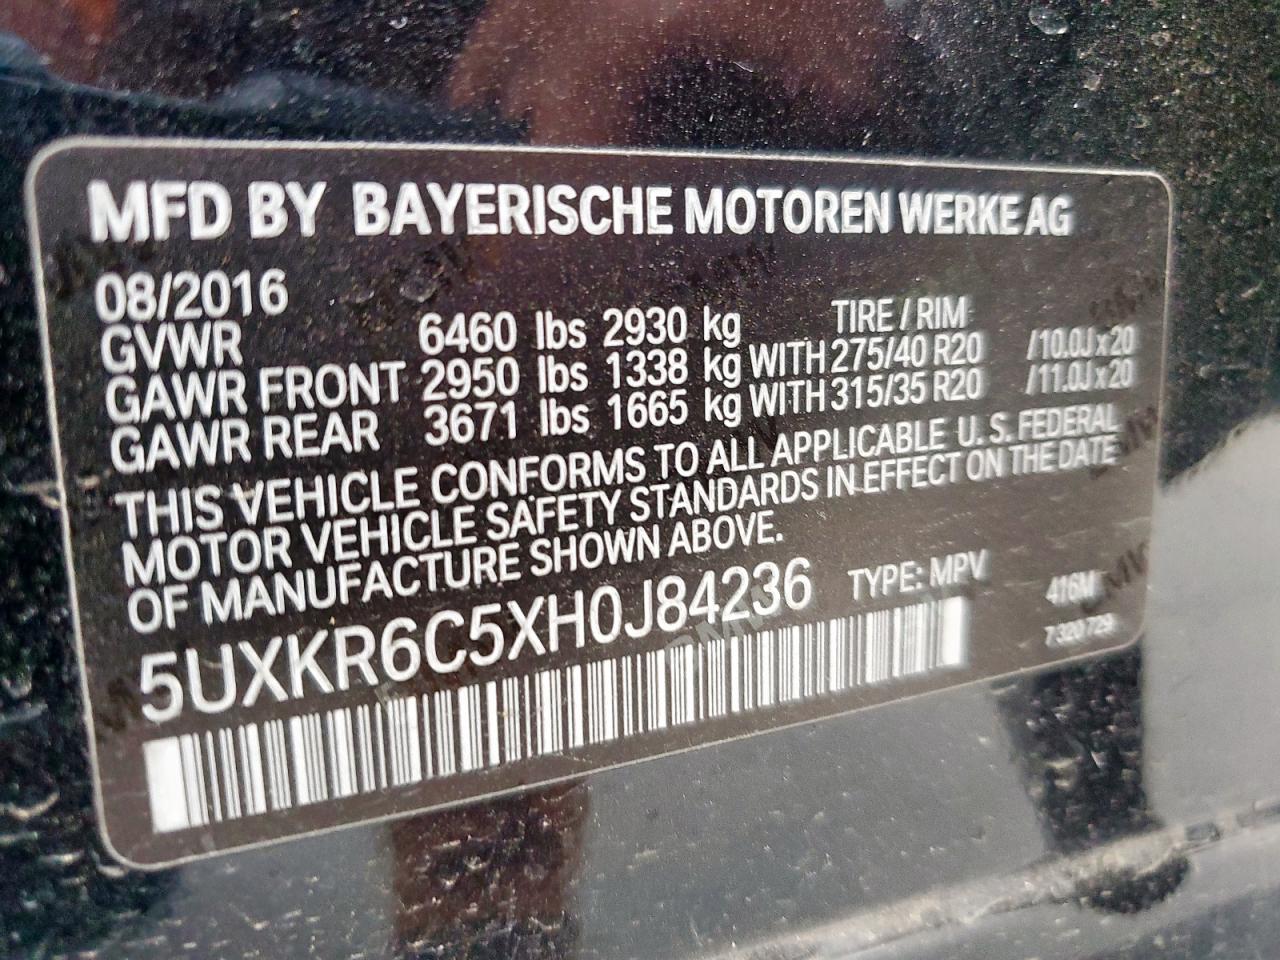 MFD BY BAYERISCHE MOTOREN WERKE AG
08/2016
TIRE / RIM
GVWR 6460 lbs 2930 kg
GAWR FRONT 2950 lbs 1338 kg WITH 275/40 R20 /10.0J x 20
GAWR REAR 3671 lbs 1665 kg WITH 315/35 R20 /11.0J x 20
THIS VEHICLE CONFORMS TO ALL APPLICABLE U.S. FEDERAL
MOTOR VEHICLE SAFETY STANDARDS IN EFFECT ON THE DATE
OF MANUFACTURE SHOWN ABOVE.
5UXKR6C5XH0J84236 TYPE: MPV 416M
7 320 729